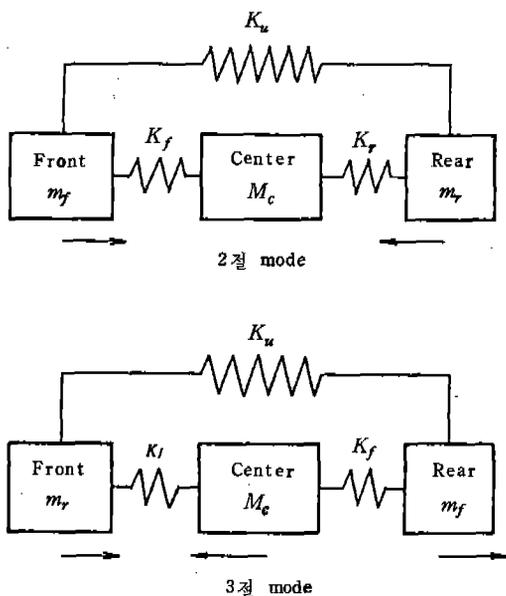 K_u
K_f K_r
Front Center Rear
m_f M_c m_r
2절 mode
K_u
K_f K_f
Front Center Rear
m_r M_c m_f
3절 mode